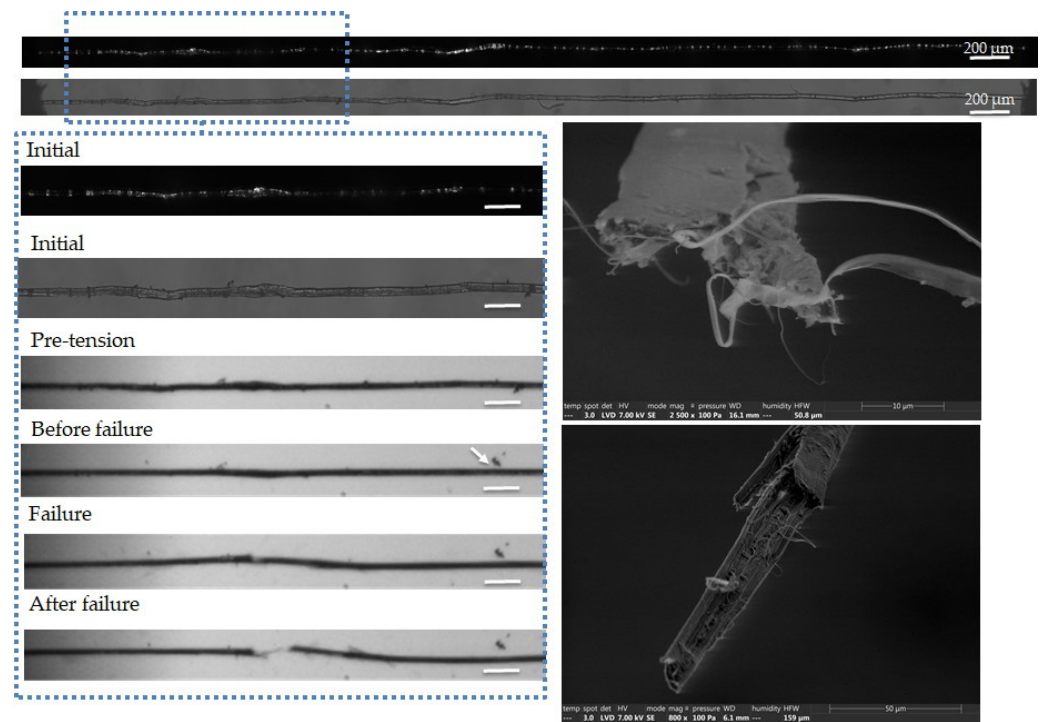 200 µm
200 µm
Initial
Initial
Pre-tension
Before failure
Failure
After failure
temp spot det HV mode mag ≡ pressure WD humidity HFW
--- 3.0 LVD 7.00 kV SE 2 500 x 100 Pa 16.1 mm --- 50.8 µm
10 µm
temp spot det HV mode mag ≡ pressure WD humidity HFW
--- 3.0 LVD 7.00 kV SE 800 x 100 Pa 6.1 mm --- 159 µm
50 µm